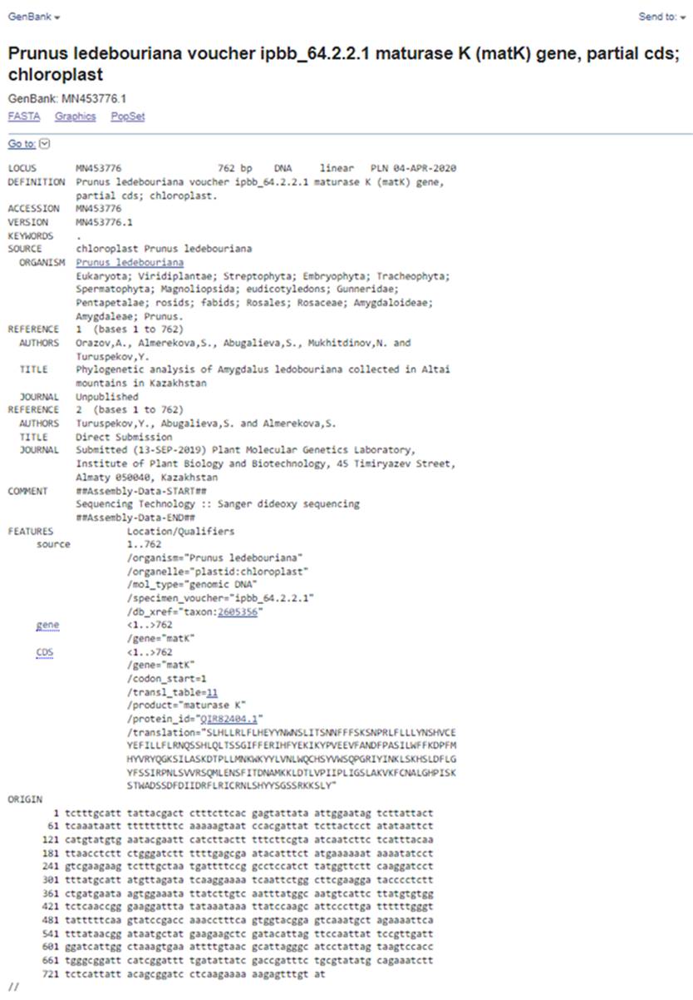 GenBank
Send to:
Prunus ledebouriana voucher ipbb_64.2.2.1 maturase K (matK) gene, partial cds;
chloroplast
GenBank: MN453776.1
FASTA Graphics PopSet
Go to:
LOCUS MN453776 762 bp DNA linear PLN 04-APR-2020
DEFINITION Prunus ledebouriana voucher ipbb_64.2.2.1 maturase K (matK) gene,
partial cds; chloroplast.
ACCESSION MN453776
VERSION MN453776.1
KEYWORDS .
SOURCE chloroplast Prunus ledebouriana
ORGANISM Prunus ledebouriana
Eukaryota; Viridiplantae; Streptophyta; Embryophyta; Tracheophyta;
Spermatophyta; Magnoliopsida; eudicotyledons; Gunneridae;
Pentapetalae; rosids; fabids; Rosales; Rosaceae; Amygdaloideae;
Amygdaleae; Prunus.
REFERENCE 1 (bases 1 to 762)
AUTHORS Orazov,A., Almerekova,S., Abugalieva,S., Mukhitdinov,N. and
Turuspekov,Y.
TITLE Phylogenetic analysis of Amygdalus ledobouriana collected in Altai
mountains in Kazakhstan
JOURNAL Unpublished
REFERENCE 2 (bases 1 to 762)
AUTHORS Turuspekov,Y., Abugalieva,S. and Almerekova,S.
TITLE Direct Submission
JOURNAL Submitted (13-SEP-2019) Plant Molecular Genetics Laboratory,
Institute of Plant Biology and Biotechnology, 45 Timiryazev Street,
Almaty 050040, Kazakhstan
COMMENT ##Assembly-Data-START##
Sequencing Technology :: Sanger dideoxy sequencing
##Assembly-Data-END##
FEATURES Location/Qualifiers
source 1..762
/organism="Prunus ledebouriana"
/organelle="plastid:chloroplast"
/mol_type="genomic DNA"
/specimen_voucher="ipbb_64.2.2.1"
/db_xref="taxon:2605356"
gene <1..>762
/gene="matK"
CDS <1..>762
/gene="matK"
/codon_start=1
/transl_table=11
/product="maturase K"
/protein_id="QIR82404.1"
/translation="SLHLLRLFLHEYYNWNSLITSNNFFFSKSNPRLFLLLYNSHVCE
YEFILLFLRNQSSHLQLTSSGIFFERIHFYEKIKYPVEEVFANDFPASILWFFKDPFM
HYVRYQGKSILASKDTPLLMNKWKYYLVNLWQCHSYVWSQPGRIYINKLSKHSLDFLG
YFSSIRPNLSVVRSQMLENSFITDNAMKKLDTLVPIIPLIGSLAKVKFCNALGHPISK
STWADSSDFDIIDRFLRICRNLSHYYSGSSRKKSLY"
ORIGIN
1 tctttgcatt tattacgact ctttcttcac gagtattata attggaatag tcttattact
61 tcaaataatt tttttttttc aaaaagtaat ccacgattat tcttactcct atataattct
121 catgtatgtg aatacgaatt catcttactt tttcttcgta atcaatcttc tcatttacaa
181 ttaacctctt ctgggatctt ttttgagcga atacatttct atgaaaaaat aaaatatcct
241 gtcgaagaag tctttgctaa tgattttccg gcctccatct tatggttctt caaggatcct
301 tttatgcatt atgttagata tcaaggaaaa tcaattctgg cttcgaagga tacccctctt
361 ctgatgaata agtggaaata ttatcttgtc aatttatggc aatgtcattc ttatgtgtgg
421 tctcaaccgg gaaggattta tataaataaa ttatccaagc attcccttga ttttttgggt
481 tatttttcaa gtatccgacc aaacctttca gtggtacgga gtcaaatgct agaaaattca
541 tttataacgg ataatgctat gaagaagctc gatacattag ttccaattat tccgttgatt
601 ggatcattgg ctaaagtgaa attttgtaac gcattagggc atcctattag taagtccacc
661 tgggcggatt catcggattt tgatattatc gaccgatttc tgcgtatatg cagaaatctt
721 tctcattatt acagcggatc ctcaagaaaa aagagtttgt at
//